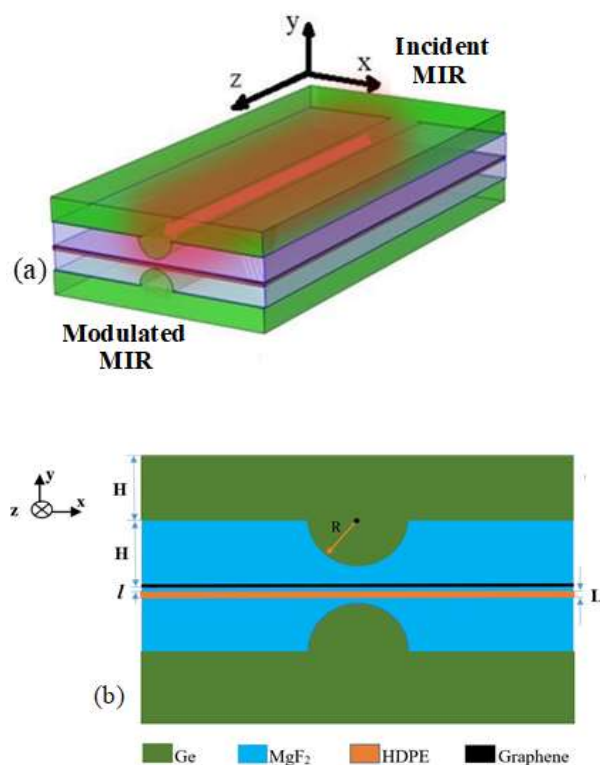 y
Incident
MIR
x
z
(a)
Modulated
MIR
y
z
x
H
R
H
l
L
(b)
Ge
MgF₂
HDPE
Graphene